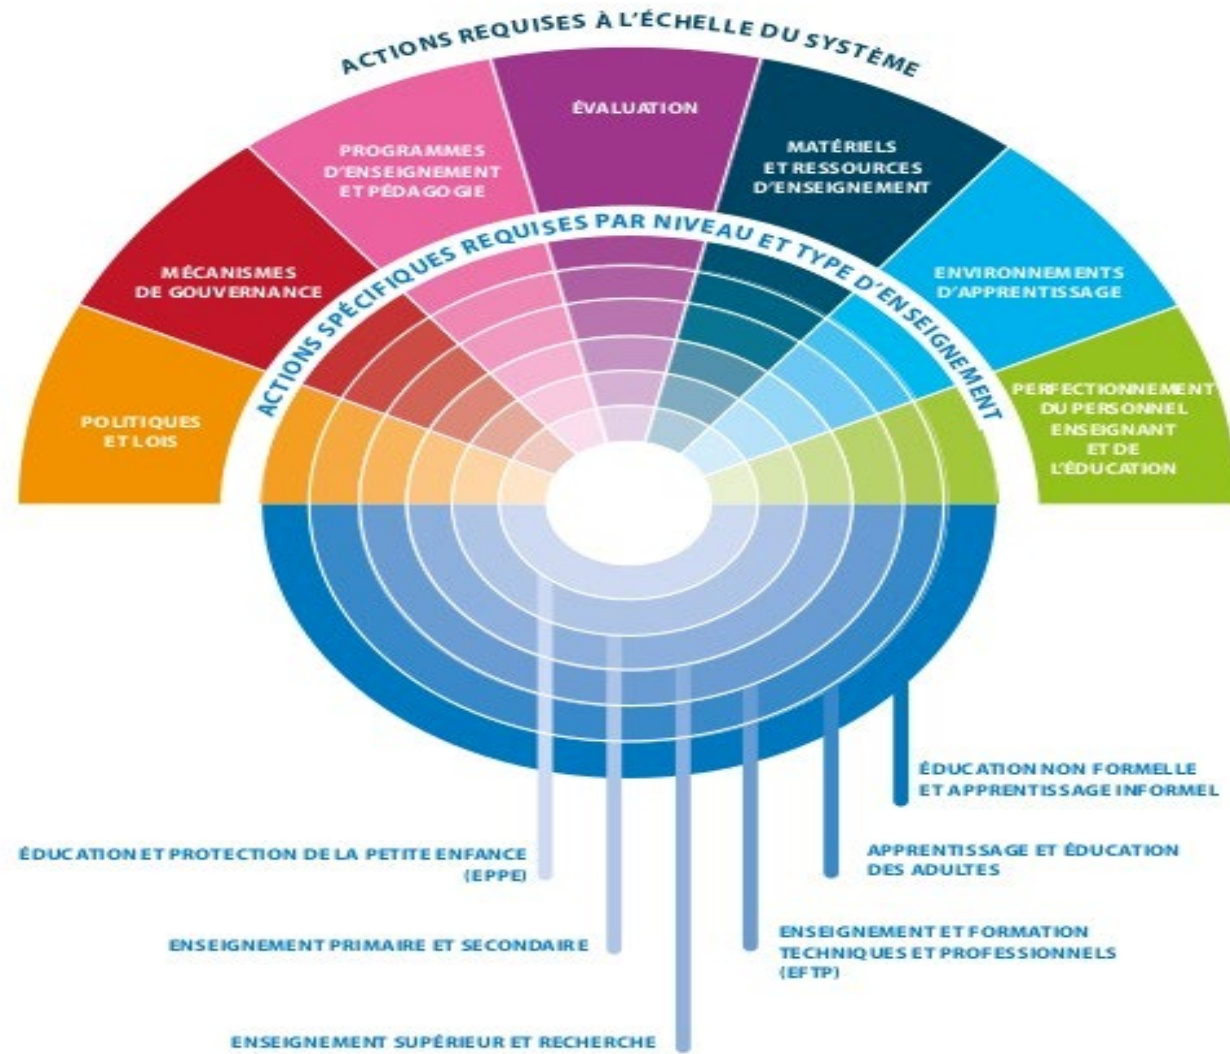 ACTIONS REQUISES À L'ÉCHELLE DU SYSTÈME
POLITIQUES
ET LOIS
MÉCANISMES
DE GOUVERNANCE
PROGRAMMES
D'ENSEIGNEMENT
ET PÉDAGOGIE
ÉVALUATION
MATÉRIELS
ET RESSOURCES
D'ENSEIGNEMENT
ENVIRONNEMENTS
D'APPRENTISSAGE
PERFECTIONNEMENT
DU PERSONNEL
ENSEIGNANT
ET DE
L'ÉDUCATION
ACTIONS SPÉCIFIQUES REQUISES PAR NIVEAU ET TYPE D'ENSEIGNEMENT
ÉDUCATION ET PROTECTION DE LA PETITE ENFANCE
(EPPE)
ENSEIGNEMENT PRIMAIRE ET SECONDAIRE
ENSEIGNEMENT SUPÉRIEUR ET RECHERCHE
ENSEIGNEMENT ET FORMATION
TECHNIQUES ET PROFESSIONNELS
(EFTP)
APPRENTISSAGE ET ÉDUCATION
DES ADULTES
ÉDUCATION NON FORMELLE
ET APPRENTISSAGE INFORMEL